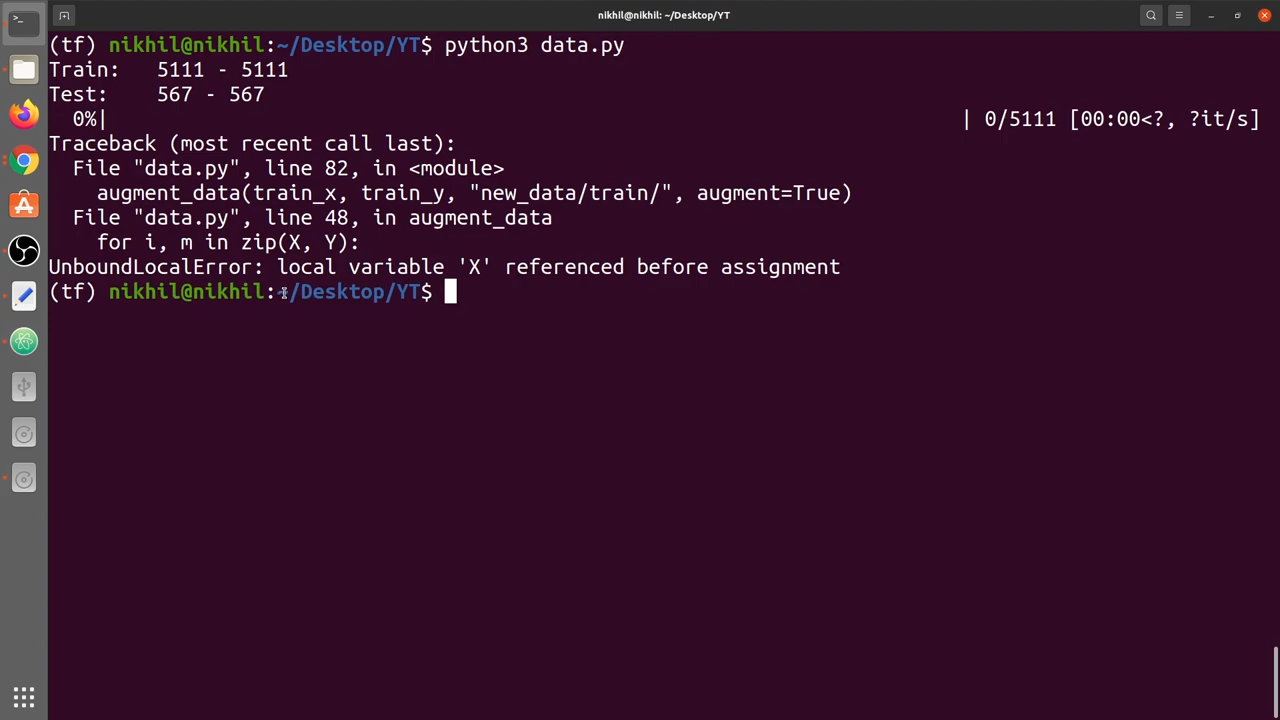 nikhil@nikhil: ~/Desktop/YT
(tf) nikhil@nikhil:~/Desktop/YT$ python3 data.py
Train:   5111 - 5111
Test:    567 - 567
  0%|                                                                        | 0/5111 [00:00<?, ?it/s]
Traceback (most recent call last):
  File "data.py", line 82, in <module>
    augment_data(train_x, train_y, "new_data/train/", augment=True)
  File "data.py", line 48, in augment_data
    for i, m in zip(X, Y):
UnboundLocalError: local variable 'X' referenced before assignment
(tf) nikhil@nikhil:~/Desktop/YT$